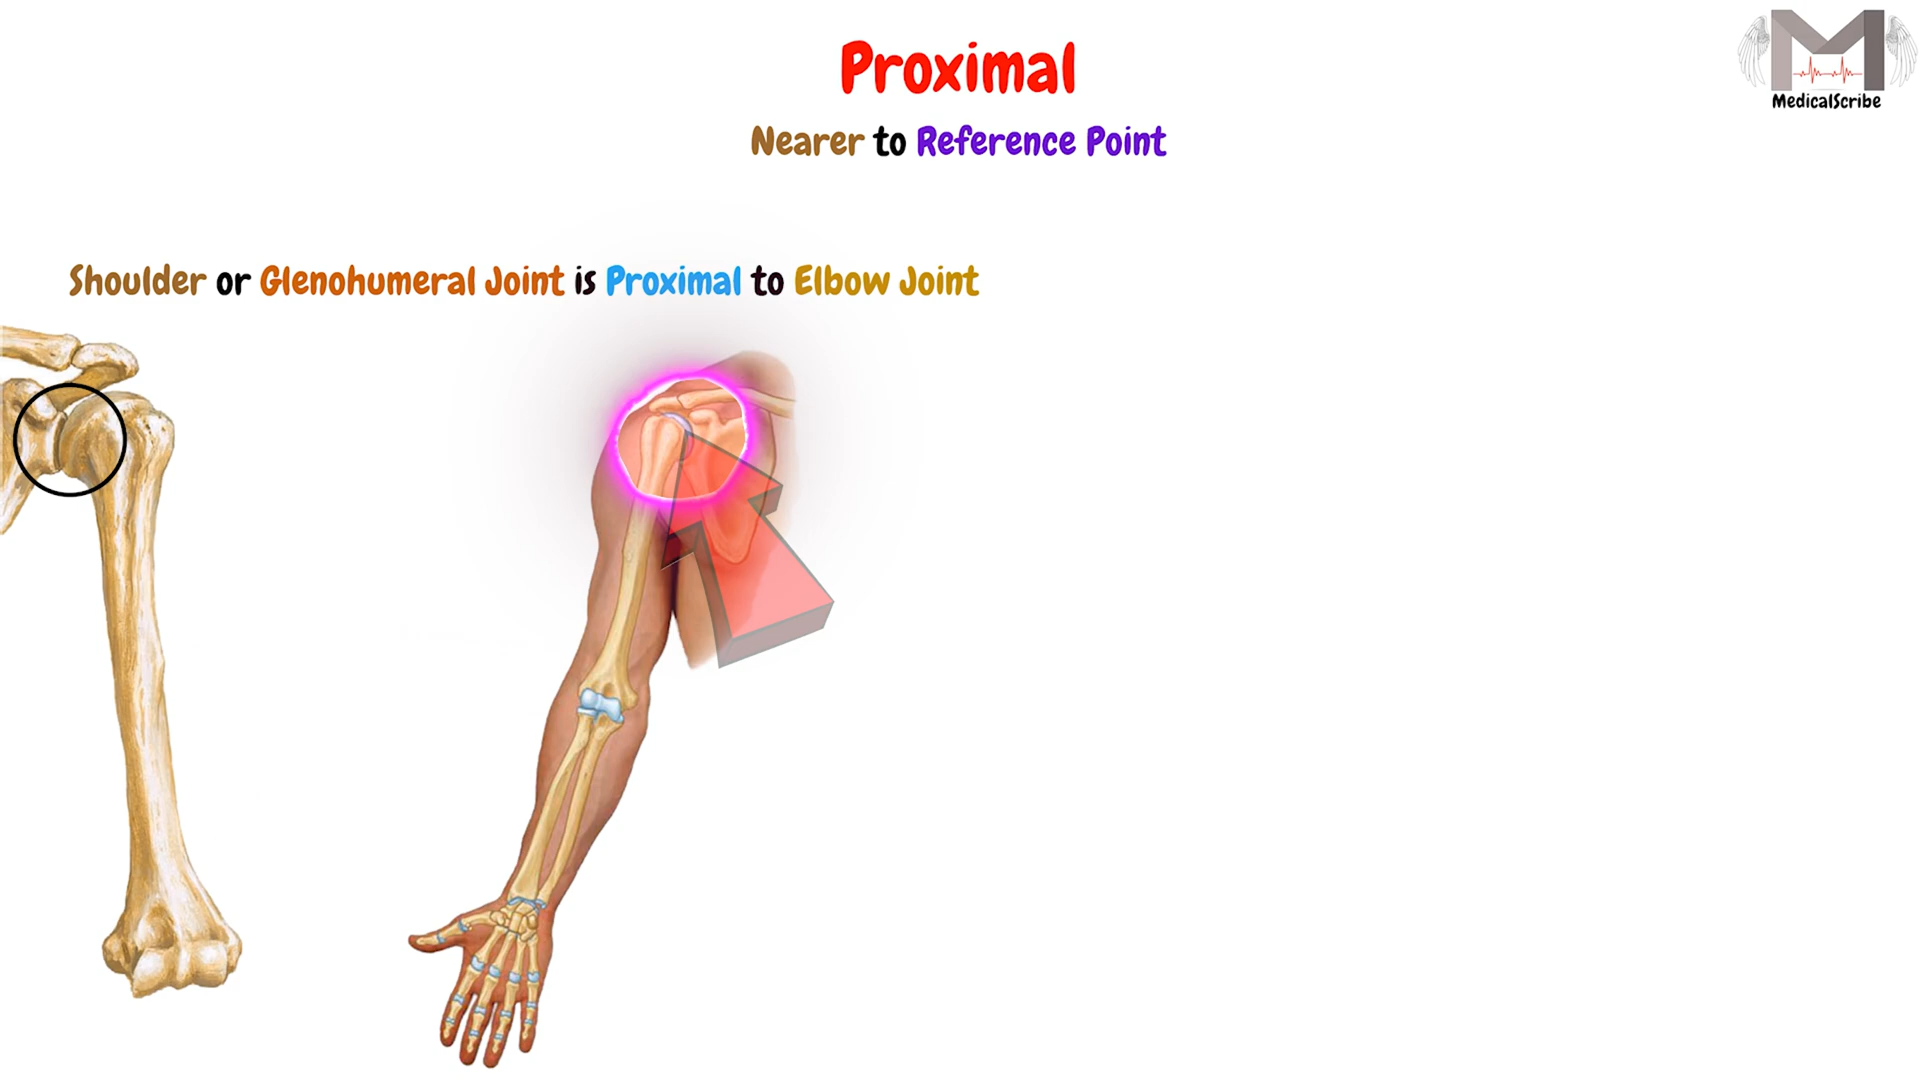 Proximal
Nearer to Reference Point
MedicalScribe
Shoulder or Glenohumeral Joint is Proximal to Elbow Joint